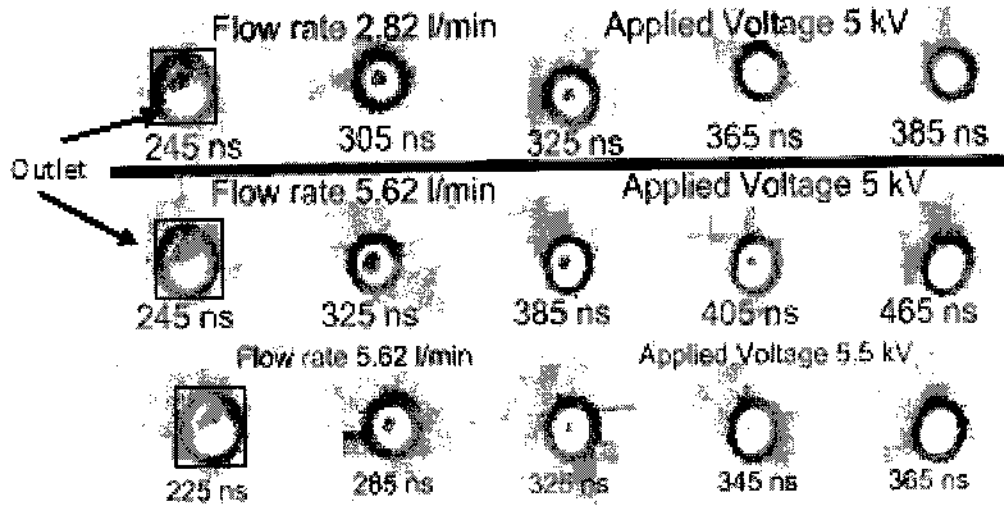 Flow rate 2.82 l/min Applied Voltage 5 kV
245 ns 305 ns 325 ns 365 ns 385 ns
Outlet
Flow rate 5.62 l/min Applied Voltage 5 kV
245 ns 325 ns 385 ns 405 ns 465 ns
Flow rate 5.62 l/min Applied Voltage 5.5 kV
225 ns 285 ns 325 ns 345 ns 365 ns